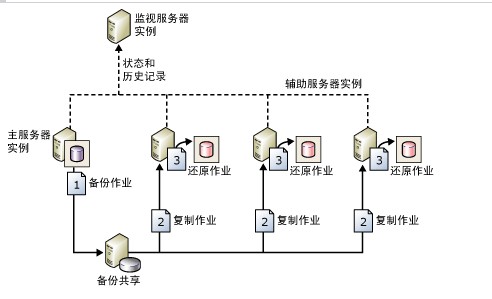 监视服务器
实例
状态和
历史记录
辅助服务器实例
主服务器
实例
3
还原作业
3
还原作业
3
还原作业
1
备份作业
2
复制作业
2
复制作业
2
复制作业
备份共享